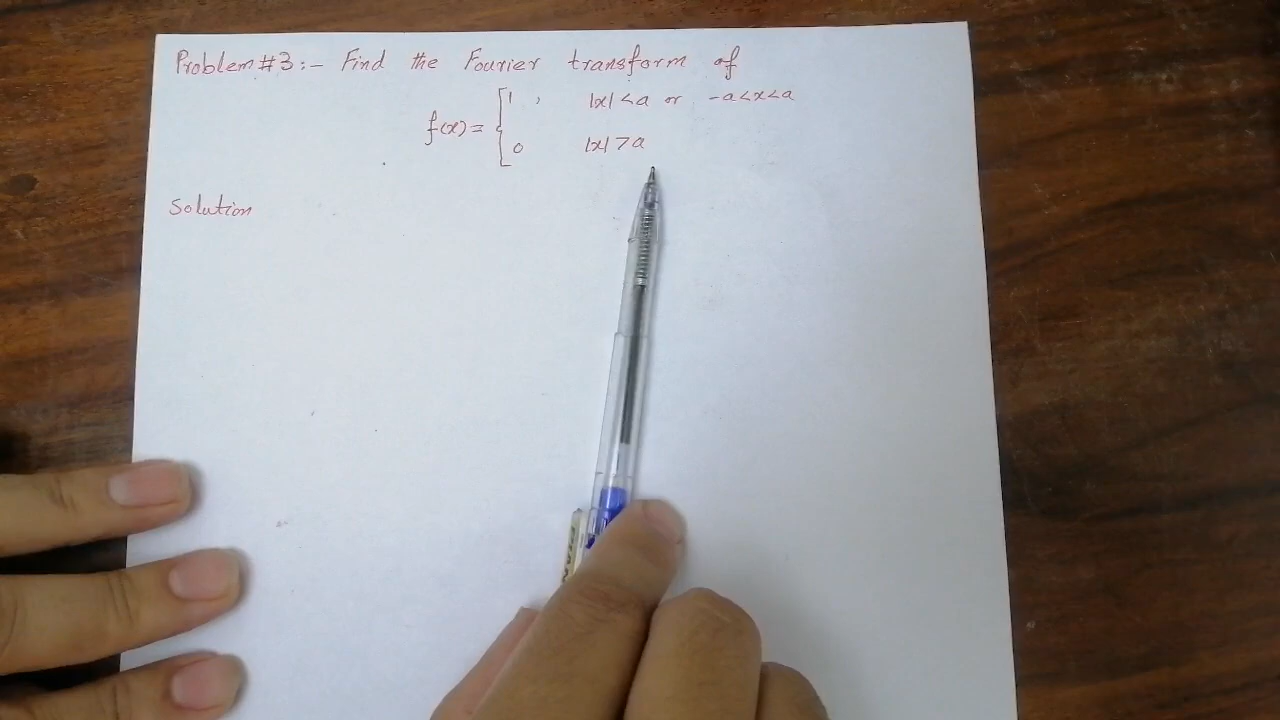 Problem #3:- Find the Fourier transform of
f(x) = { 1 , |x| < a or -a<x<a
0 |x| > a
Solution